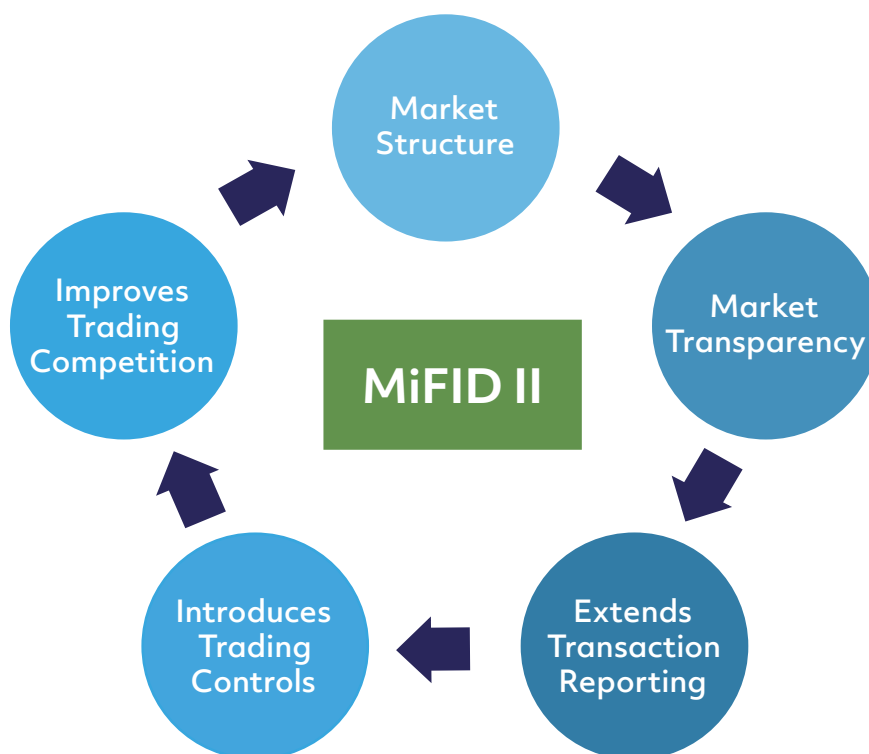 Market
Structure
Market
Transparency
Extends
Transaction
Reporting
Introduces
Trading
Controls
Improves
Trading
Competition
MiFID II